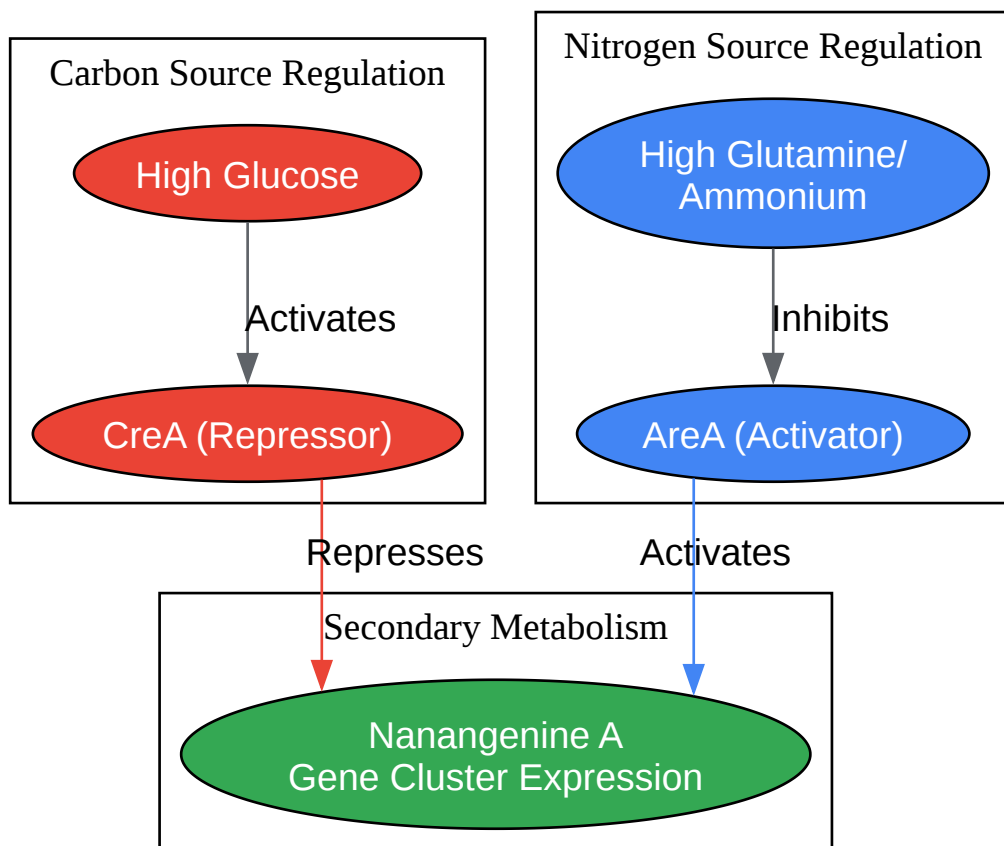 Carbon Source Regulation
High Glucose
Activates
CreA (Repressor)
Represses
Nitrogen Source Regulation
High Glutamine/
Ammonium
Inhibits
AreA (Activator)
Activates
Secondary Metabolism
Nanangenine A
Gene Cluster Expression